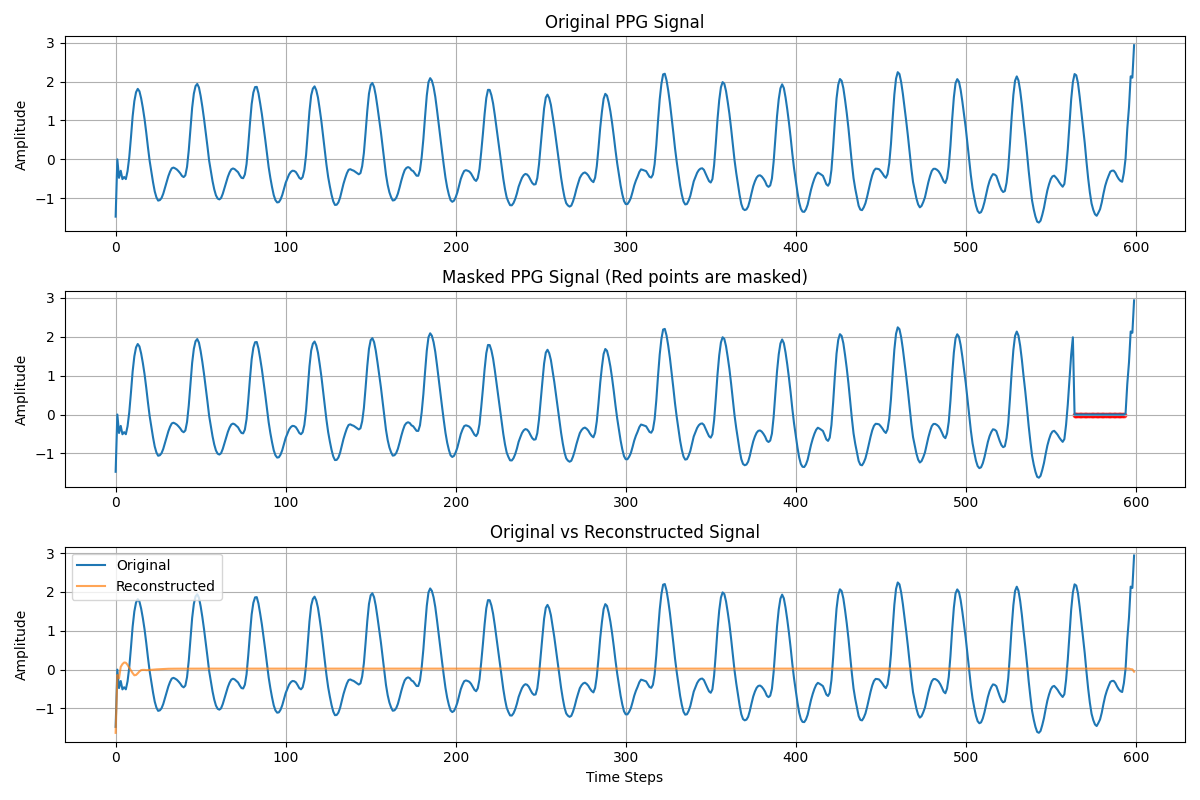 Original PPG Signal
3
2
1
0
−1
Amplitude
0 100 200 300 400 500 600
Masked PPG Signal (Red points are masked)
3
2
1
0
−1
Amplitude
0 100 200 300 400 500 600
Original vs Reconstructed Signal
Original
Reconstructed
3
2
1
0
−1
Amplitude
0 100 200 300 400 500 600
Time Steps